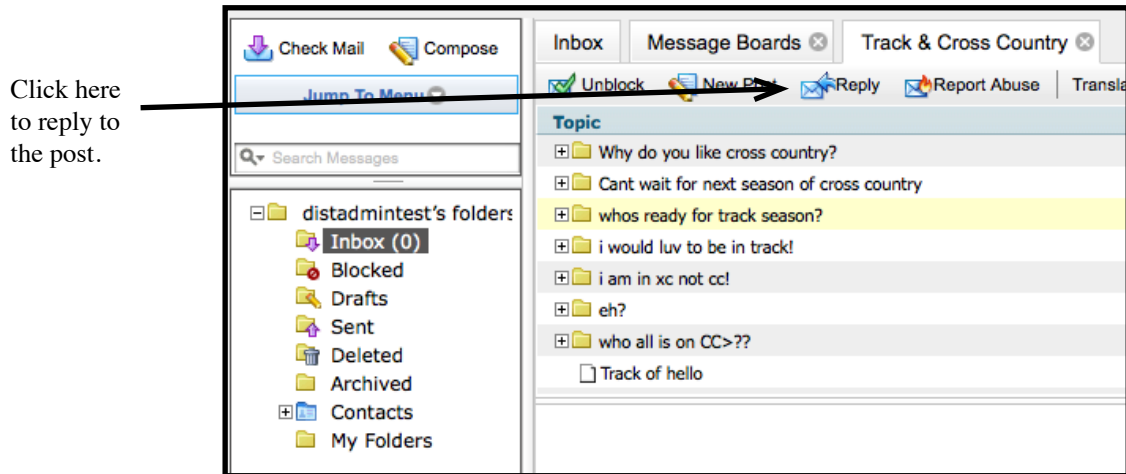 Click here
to reply to
the post.
Check Mail Compose
Jump To Menu
Search Messages
distadmintest's folders
Inbox (0)
Blocked
Drafts
Sent
Deleted
Archived
Contacts
My Folders
Inbox Message Boards Track & Cross Country
Unblock New Post Reply Report Abuse Transla
Topic
Why do you like cross country?
Cant wait for next season of cross country
whos ready for track season?
i would luv to be in track!
i am in xc not cc!
eh?
who all is on CC>??
Track of hello